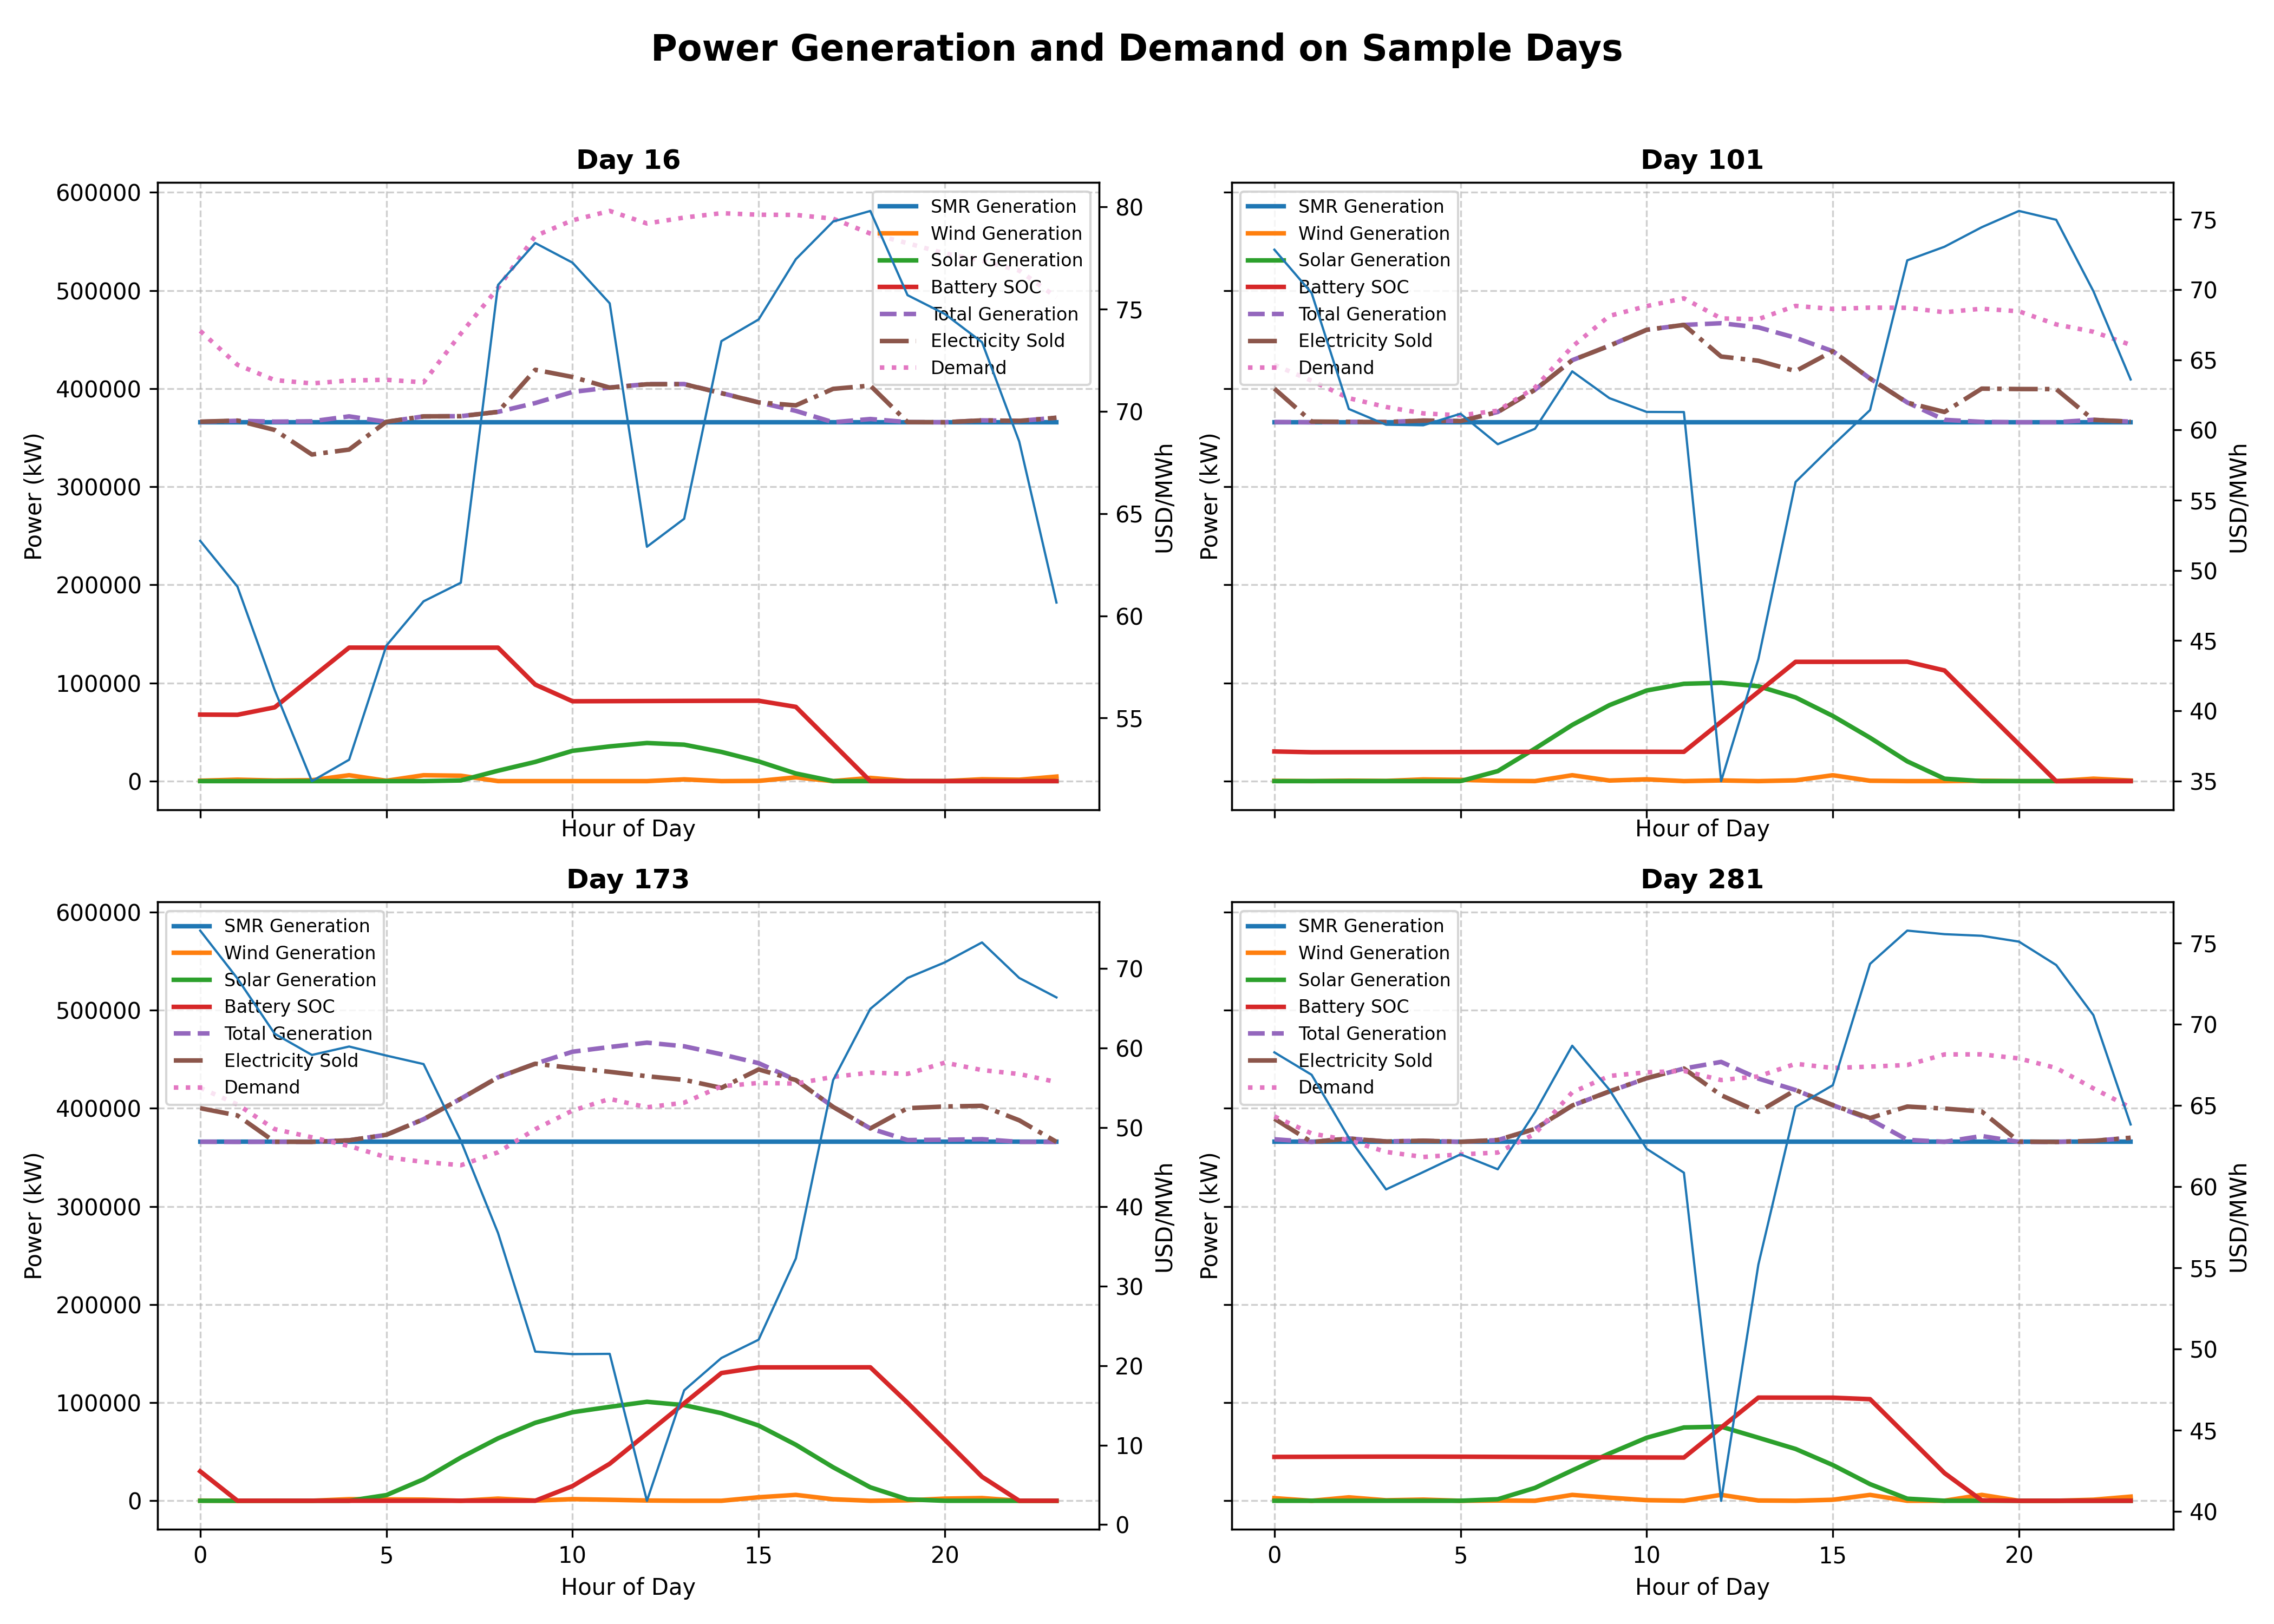 Power Generation and Demand on Sample Days
Day 16
600000
500000
400000
300000
200000
100000
0
Power (kW)
SMR Generation
Wind Generation
Solar Generation
Battery SOC
Total Generation
Electricity Sold
Demand
80
75
70
65
60
55
USD/MWh
Hour of Day
Day 101
Power (kW)
SMR Generation
Wind Generation
Solar Generation
Battery SOC
Total Generation
Electricity Sold
Demand
75
70
65
60
55
50
45
40
35
USD/MWh
Hour of Day
Day 173
600000
500000
400000
300000
200000
100000
0
Power (kW)
SMR Generation
Wind Generation
Solar Generation
Battery SOC
Total Generation
Electricity Sold
Demand
70
60
50
40
30
20
10
0
USD/MWh
0 5 10 15 20
Hour of Day
Day 281
Power (kW)
SMR Generation
Wind Generation
Solar Generation
Battery SOC
Total Generation
Electricity Sold
Demand
75
70
65
60
55
50
45
40
USD/MWh
0 5 10 15 20
Hour of Day